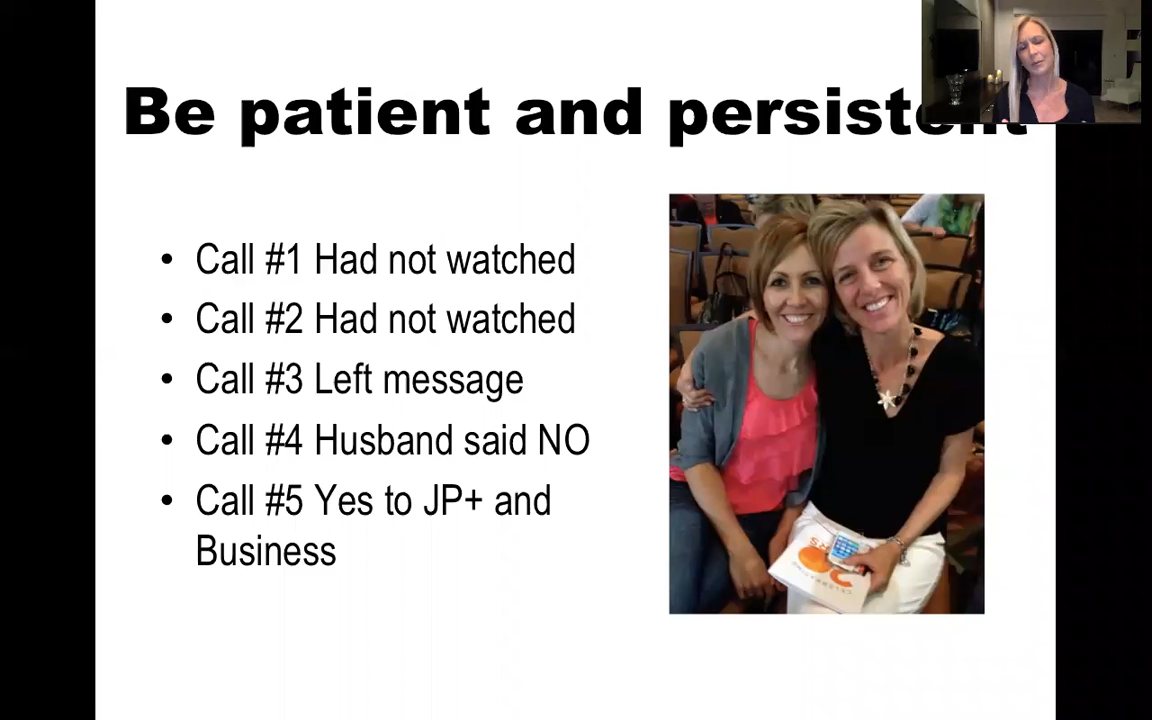 Be patient and persistent
• Call #1 Had not watched
• Call #2 Had not watched
• Call #3 Left message
• Call #4 Husband said NO
• Call #5 Yes to JP+ and
Business